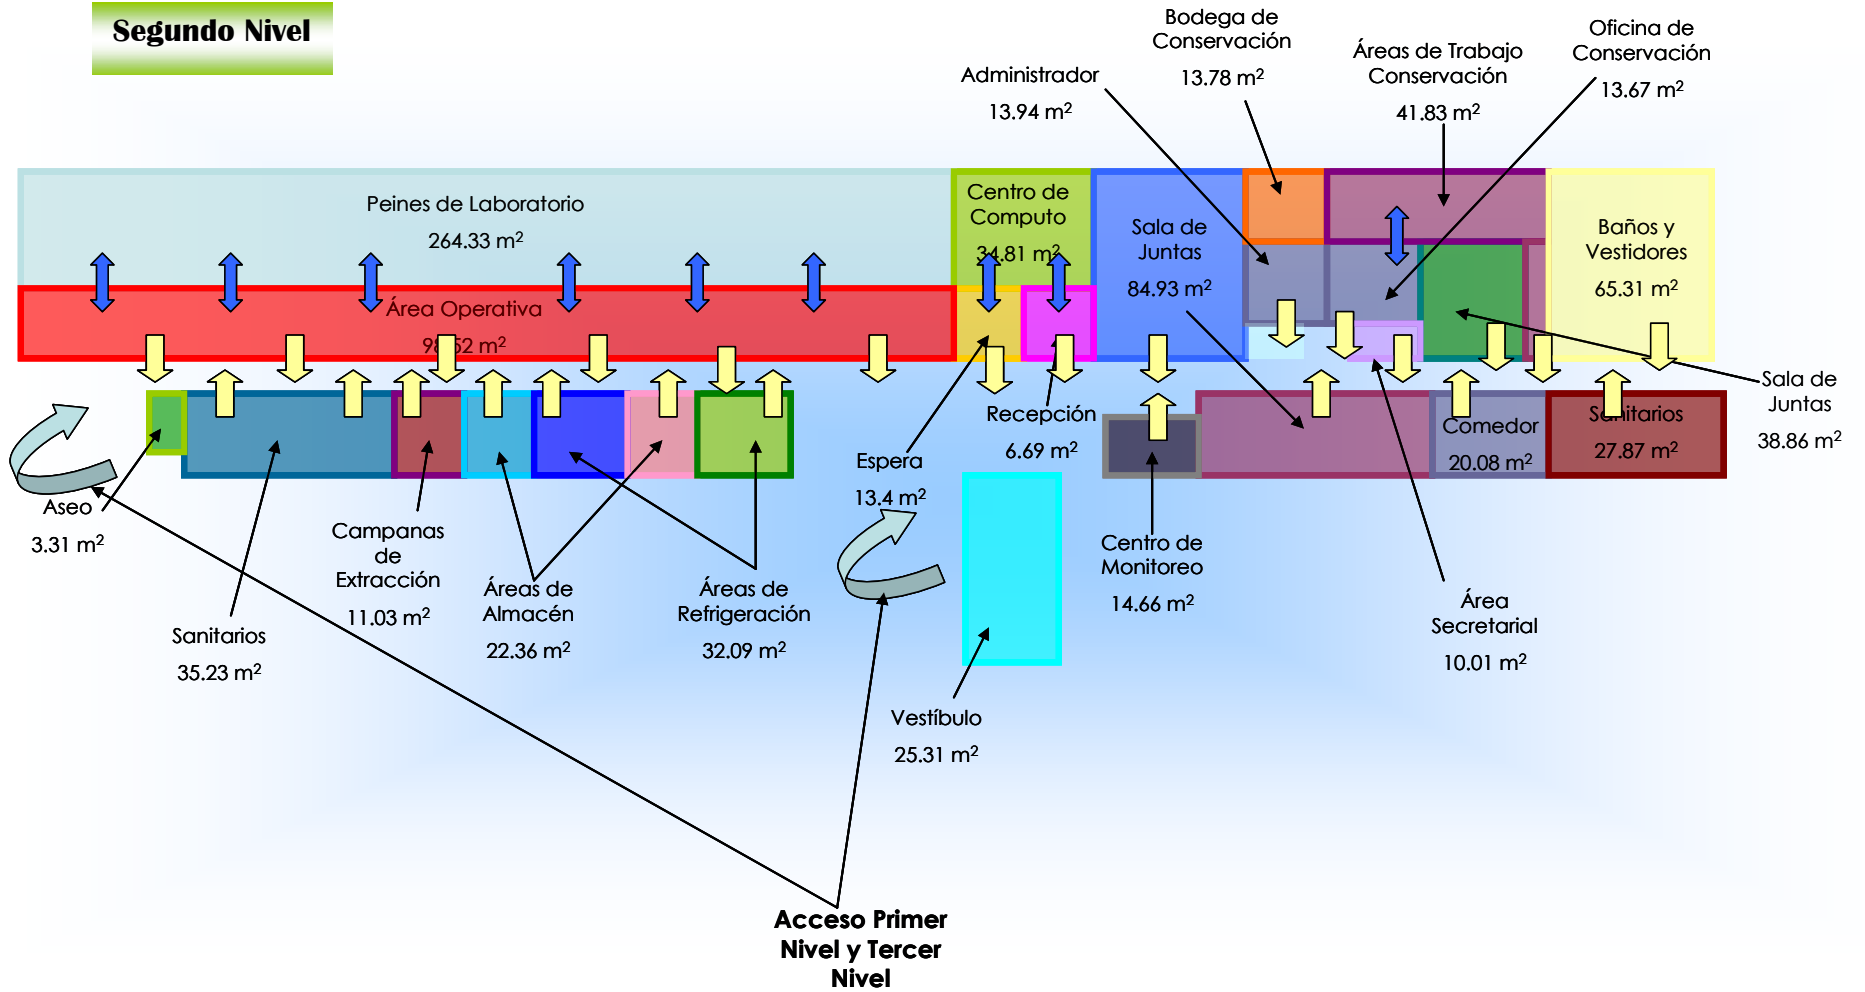 Segundo Nivel
Bodega de
Conservación
13.78 m²
Oficina de
Conservación
13.67 m²
Áreas de Trabajo
Conservación
41.83 m²
Administrador
13.94 m²
Peines de Laboratorio
264.33 m²
Centro de
Computo
34.81 m²
Sala de
Juntas
84.93 m²
Baños y
Vestidores
65.31 m²
Área Operativa
98.52 m²
Sala de
Juntas
38.86 m²
Recepción
6.69 m²
Comedor
20.08 m²
Sanitarios
27.87 m²
Espera
13.4 m²
Aseo
3.31 m²
Campanas
de
Extracción
11.03 m²
Áreas de
Almacén
22.36 m²
Áreas de
Refrigeración
32.09 m²
Centro de
Monitoreo
14.66 m²
Área
Secretarial
10.01 m²
Sanitarios
35.23 m²
Vestíbulo
25.31 m²
Acceso Primer
Nivel y Tercer
Nivel